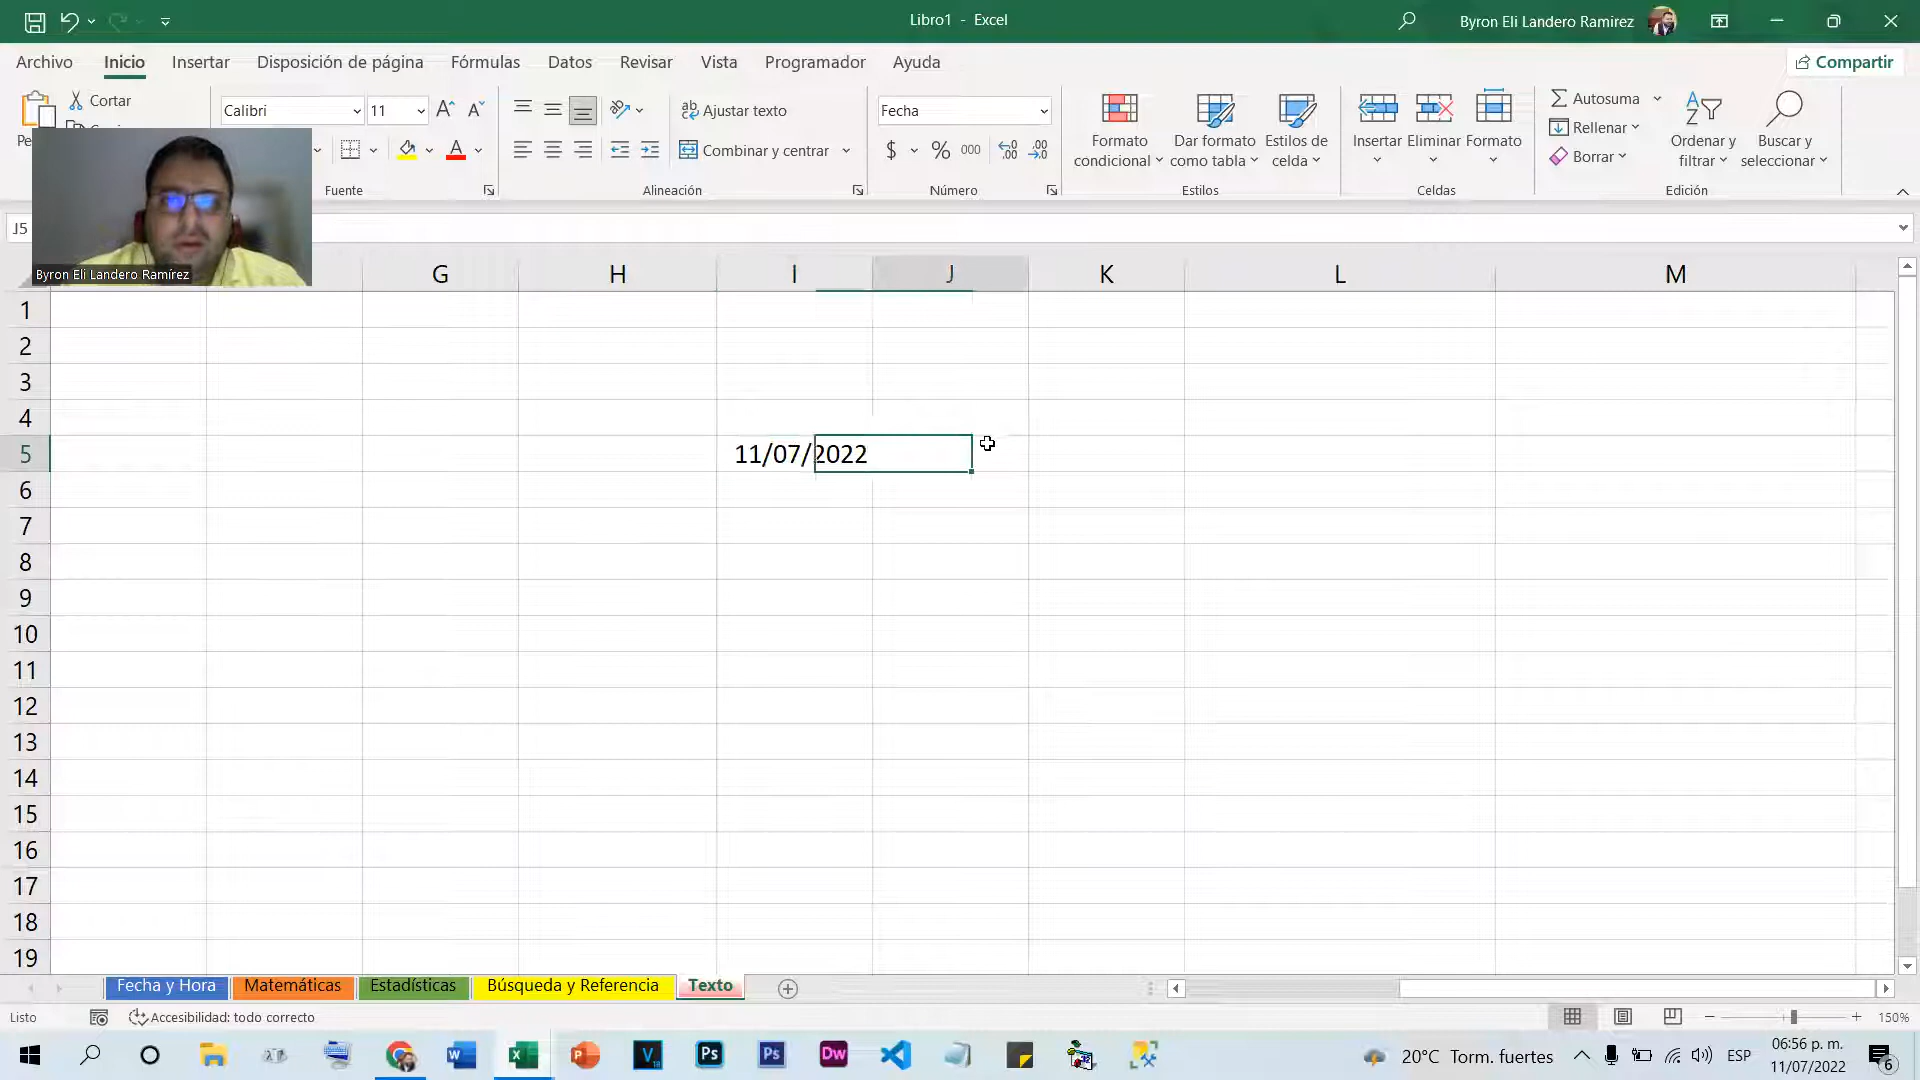 Libro1 - Excel
Byron Eli Landero Ramirez
Archivo Inicio Insertar Disposición de página Fórmulas Datos Revisar Vista Programador Ayuda
Compartir
Cortar
Calibri 11
Ajustar texto
Fecha
Combinar y centrar
$ % 000
Formato condicional
Dar formato como tabla
Estilos de celda
Insertar Eliminar Formato
Autosuma
Rellenar
Borrar
Ordenar y filtrar
Buscar y seleccionar
Fuente Alineación Número Estilos Celdas Edición
J5
Byron Eli Landero Ramírez
G H I J K L M
1
2
3
4
5 11/07/2022
6
7
8
9
10
11
12
13
14
15
16
17
18
19
Fecha y Hora Matemáticas Estadísticas Búsqueda y Referencia Texto
Listo Accesibilidad: todo correcto 150%
20°C Torm. fuertes ESP 06:56 p. m.
11/07/2022 6